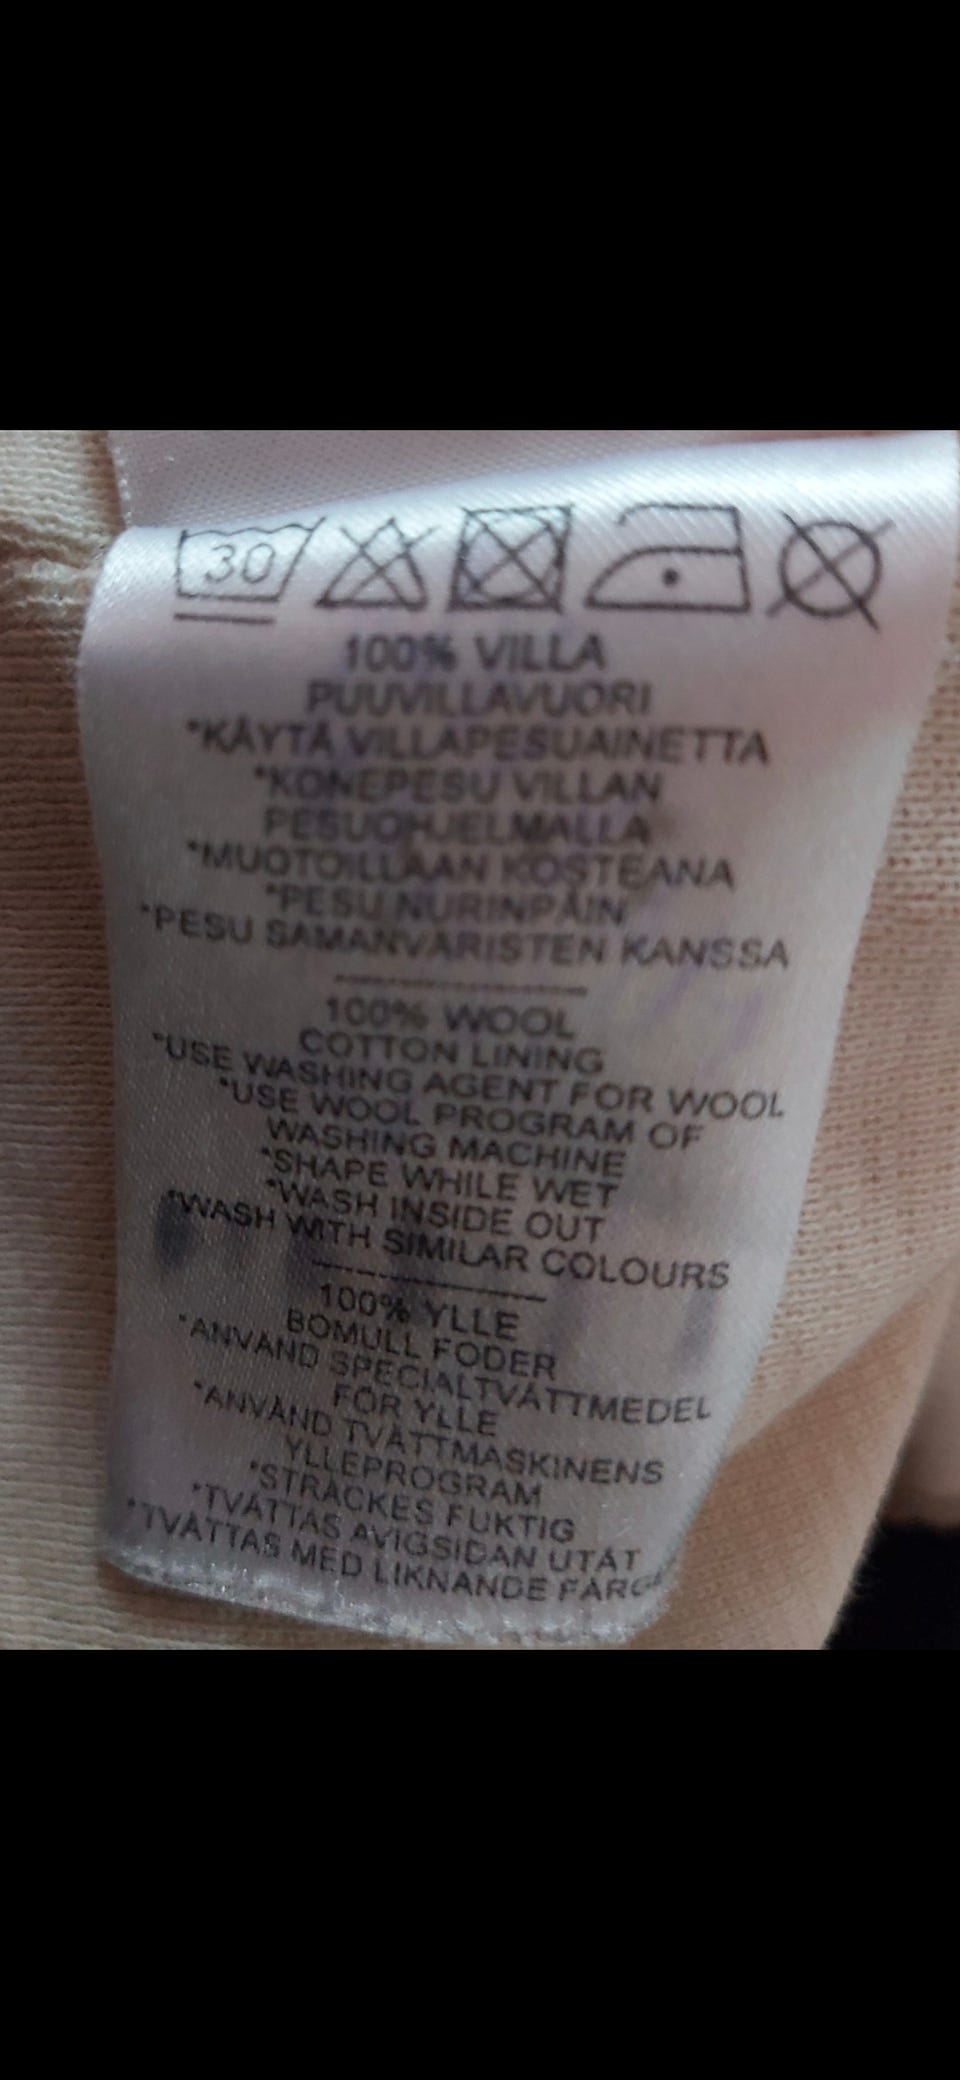 30
100% VILLA
PUUVILLAVUORI
*KÄYTÄ VILLAPESUAINETTA
*KONEPESU VILLAN
PESUOHJELMALLA
*MUOTOILLAAN KOSTEANA
*PESU NURINPÄIN
*PESU SAMANVÄRISTEN KANSSA
100% WOOL
COTTON LINING
*USE WASHING AGENT FOR WOOL
*USE WOOL PROGRAM OF
WASHING MACHINE
*SHAPE WHILE WET
*WASH INSIDE OUT
*WASH WITH SIMILAR COLOURS
100% YLLE
BOMULL FODER
*ANVÄND SPECIALTVÄTTMEDEL
FÖR YLLE
*ANVÄND TVÄTTMASKINENS
YLLEPROGRAM
*STRÄCKES FUKTIG
*TVÄTTAS AVIGSIDAN UTÅT
*TVÄTTAS MED LIKNANDE